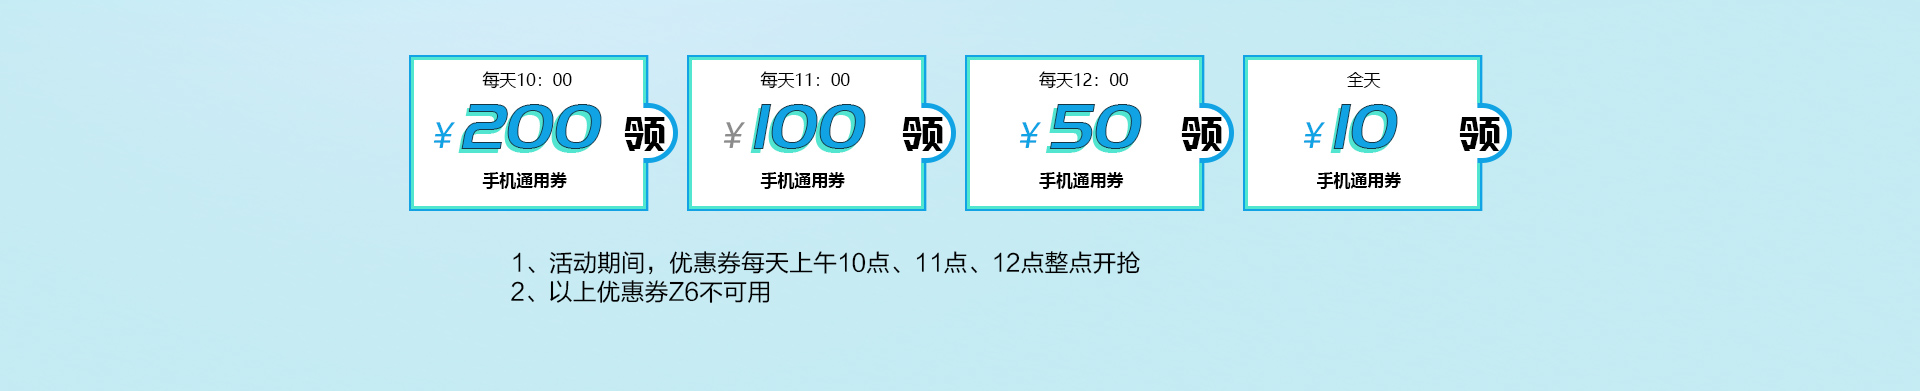 每天10：00
¥200
领
手机通用券
每天11：00
¥100
领
手机通用券
每天12：00
¥50
领
手机通用券
全天
¥10
领
手机通用券
1、活动期间，优惠券每天上午10点、11点、12点整点开抢
2、以上优惠券Z6不可用